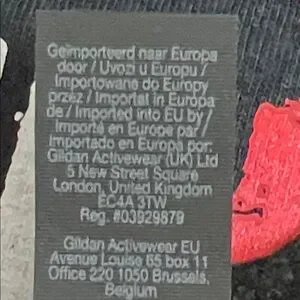 Geïmporteerd naar Europa
door / Uvozi u Europu /
Importowane do Europy
przez / Importat în Europa
de / Imported into EU by /
Importé en Europe par /
Importado en Europa por:
Gildan Activewear (UK) Ltd
5 New Street Square
London, United Kingdom
EC4A 3TW
Reg. #03929879
Gildan Activewear EU
Avenue Louise 65 box 11
Office 220 1050 Brussels,
Belgium